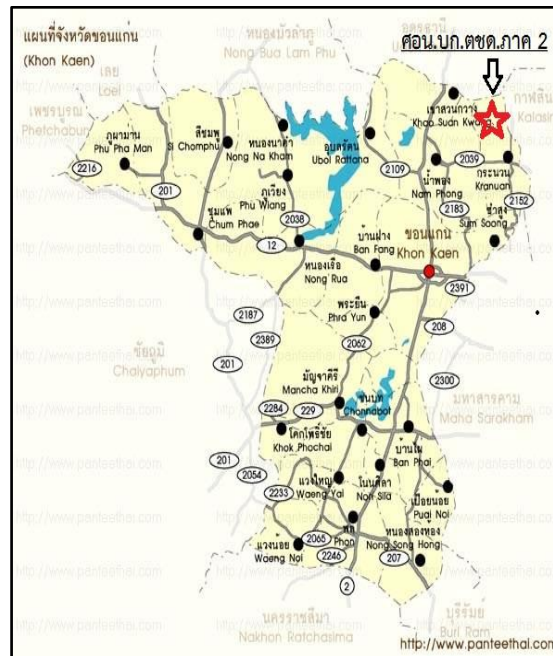 แผนที่จังหวัดขอนแก่น
(Khon Kaen)
หนองบัวลำภู
Nong Bua Lam Phu
อุดรธานี
ศอน.บก.ตชด.ภาค 2
เลย
Loei
เพชรบูรณ์
Phetchabun
กาฬสินธุ์
Kalasin
เขาสวนกวาง
Khao Suan Kwang
ภูผาม่าน
Phu Pha Man
สีชมพู
Si Chomphu
หนองนาคำ
Nong Na Kham
อุบลรัตน์
Ubol Rattana
2216
201
2109
2039
น้ำพอง
Nam Phong
กระนวน
Kranuan
ภูเวียง
Phu Wiang
2038
2183
2152
ซำสูง
Sum Soong
ชุมแพ
Chum Phae
12
บ้านฝาง
Ban Fang
ขอนแก่น
Khon Kaen
หนองเรือ
Nong Rua
2391
พระยืน
Phra Yun
2187
2389
2062
208
201
ชัยภูมิ
Chaiyaphum
2300
มหาสารคาม
Maha Sarakham
มัญจาคีรี
Mancha Khiri
ชนบท
Chonnabot
2284
229
โคกโพธิ์ชัย
Khok Phochai
บ้านไผ่
Ban Phai
201
2054
2233
แวงใหญ่
Waeng Yai
โนนศิลา
Non Sila
เปือยน้อย
Puai Noi
พล
Phon
แวงน้อย
Waeng Noi
2065
2246
หนองสองห้อง
Nong Song Hong
207
2
นครราชสีมา
Nakhon Ratchasima
บุรีรัมย์
Buri Ram
http://www.panteethai.com